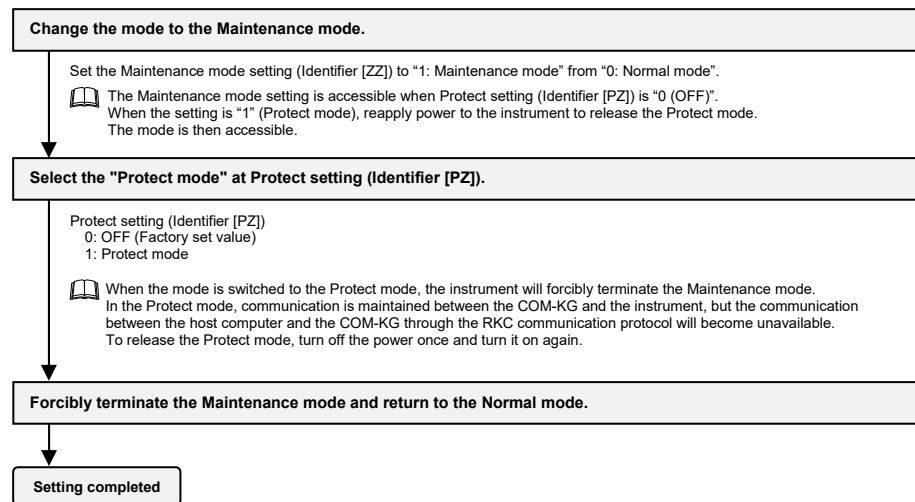 Change the mode to the Maintenance mode.
Set the Maintenance mode setting (Identifier [ZZ]) to “1: Maintenance mode” from “0: Normal mode”.
The Maintenance mode setting is accessible when Protect setting (Identifier [PZ]) is “0 (OFF)”.
When the setting is “1” (Protect mode), reapply power to the instrument to release the Protect mode.
The mode is then accessible.
Select the "Protect mode" at Protect setting (Identifier [PZ]).
Protect setting (Identifier [PZ])
0: OFF (Factory set value)
1: Protect mode
When the mode is switched to the Protect mode, the instrument will forcibly terminate the Maintenance mode.
In the Protect mode, communication is maintained between the COM-KG and the instrument, but the communication
between the host computer and the COM-KG through the RKC communication protocol will become unavailable.
To release the Protect mode, turn off the power once and turn it on again.
Forcibly terminate the Maintenance mode and return to the Normal mode.
Setting completed